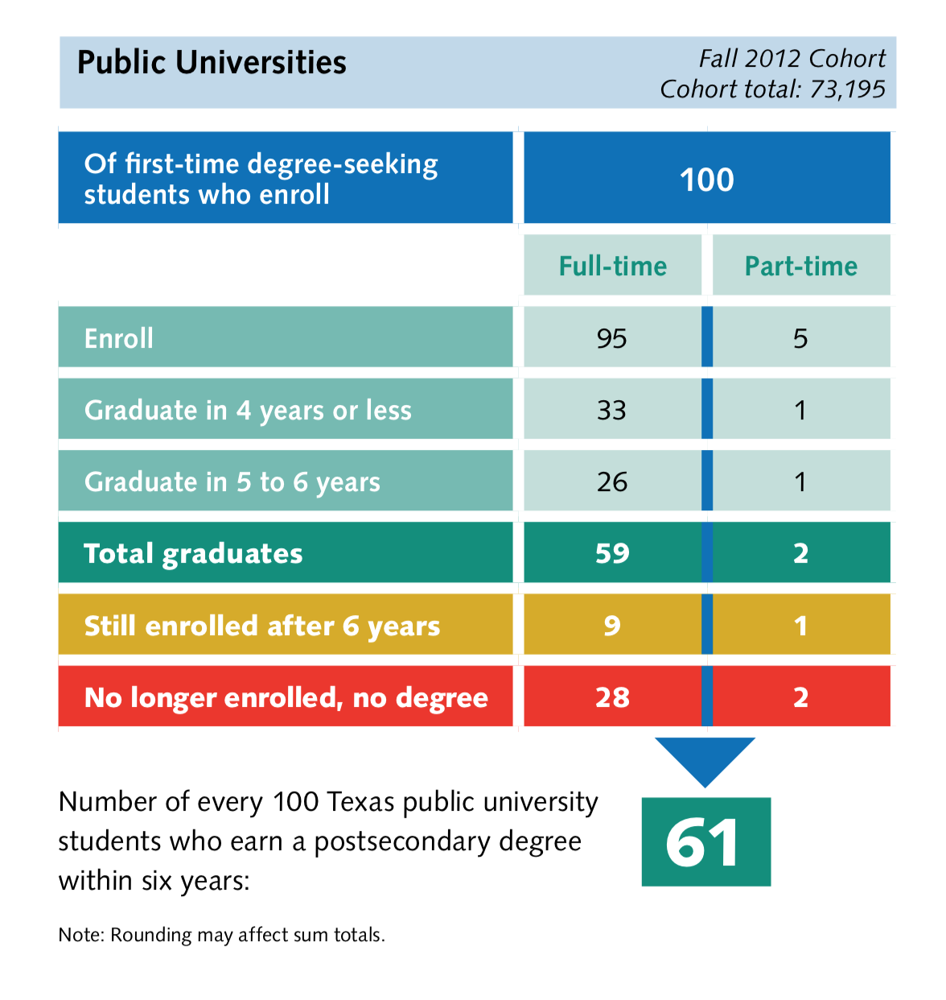 Public Universities
Fall 2012 Cohort
Cohort total: 73,195
Of first-time degree-seeking
students who enroll
100
Full-time Part-time
Enroll 95 5
Graduate in 4 years or less 33 1
Graduate in 5 to 6 years 26 1
Total graduates 59 2
Still enrolled after 6 years 9 1
No longer enrolled, no degree 28 2
Number of every 100 Texas public university
students who earn a postsecondary degree
within six years:
61
Note: Rounding may affect sum totals.